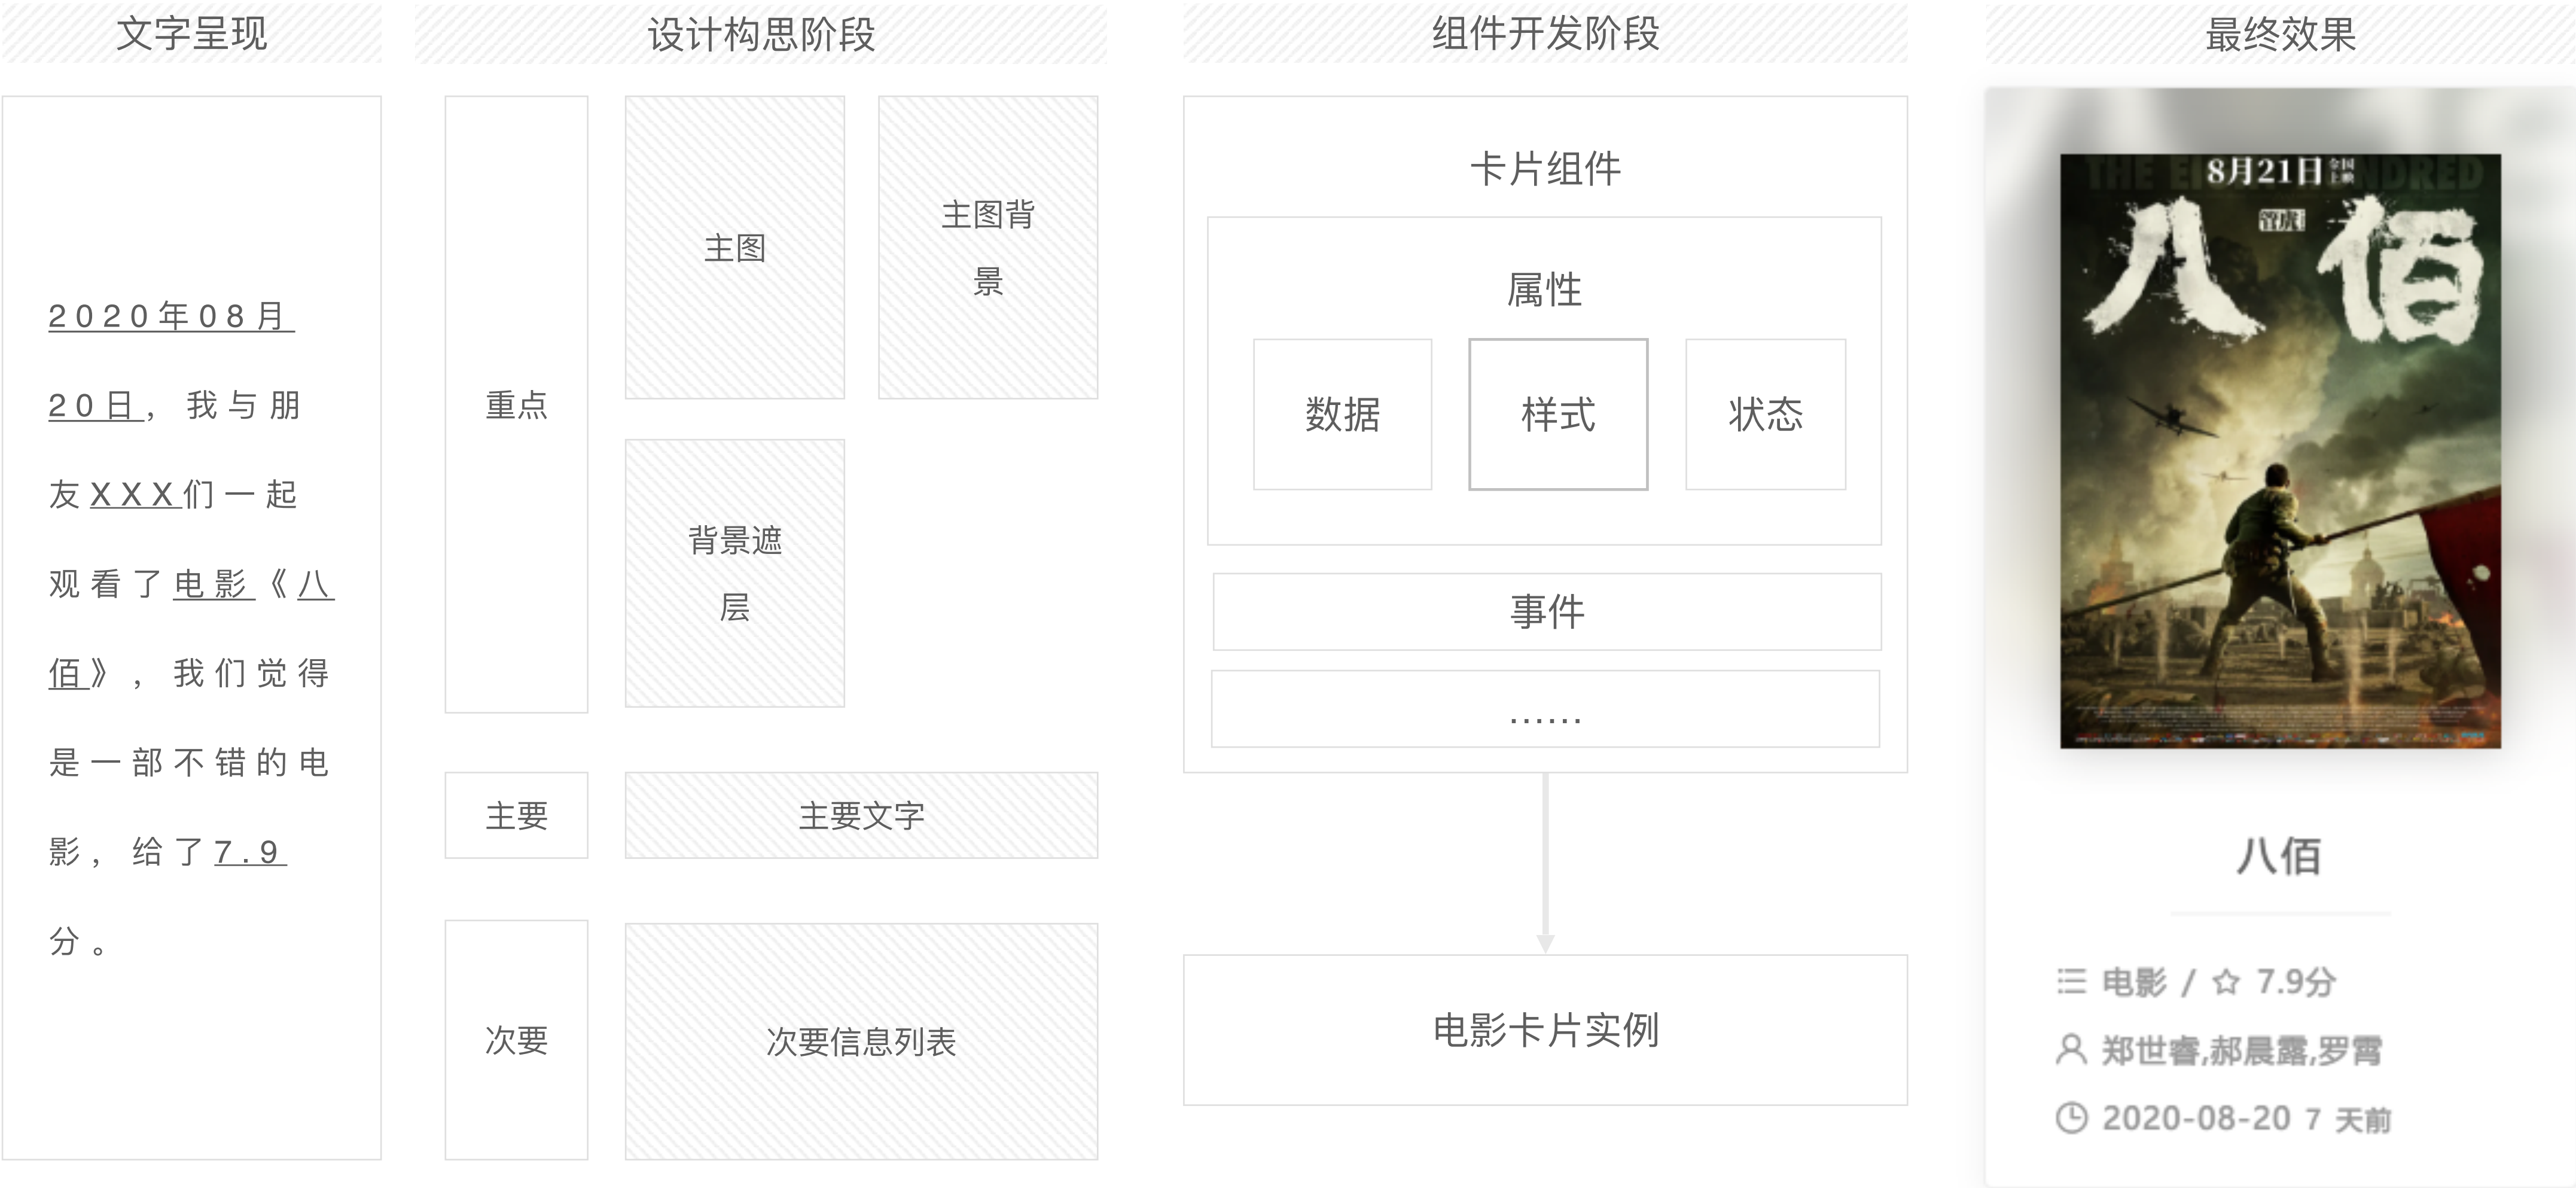 文字呈现
设计构思阶段
组件开发阶段
最终效果
2020年08月
20日，我与朋
友XXX们一起
观看了电影《八
佰》，我们觉得
是一部不错的电
影，给了7.9
分。
重点
主图
主图背
景
背景遮
层
主要
主要文字
次要
次要信息列表
卡片组件
属性
数据
样式
状态
事件
......
电影卡片实例
8月21日全国
上映
管虎
八佰
八佰
电影 / 7.9分
郑世睿,郝晨露,罗霄
2020-08-20 7 天前